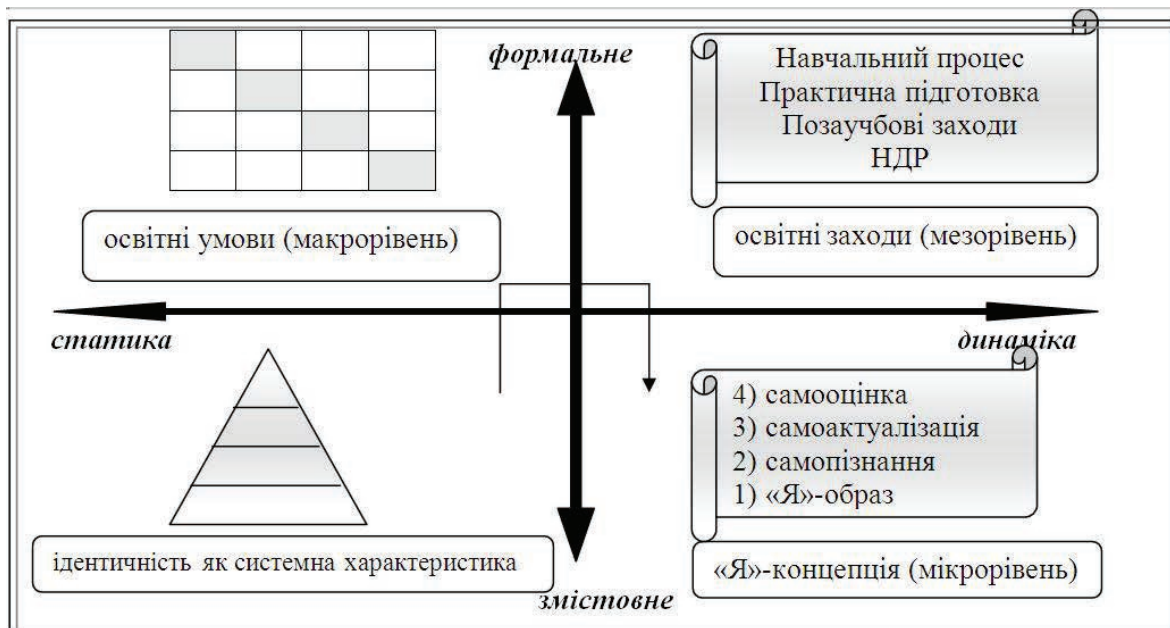 формальне
Навчальний процес
Практична підготовка
Позаучбові заходи
НДР
освітні умови (макрорівень)
освітні заходи (мезорівень)
статика
динаміка
4) самооцінка
3) самоактуалізація
2) самопізнання
1) «Я»-образ
ідентичність як системна характеристика
«Я»-концепція (мікрорівень)
змістовне